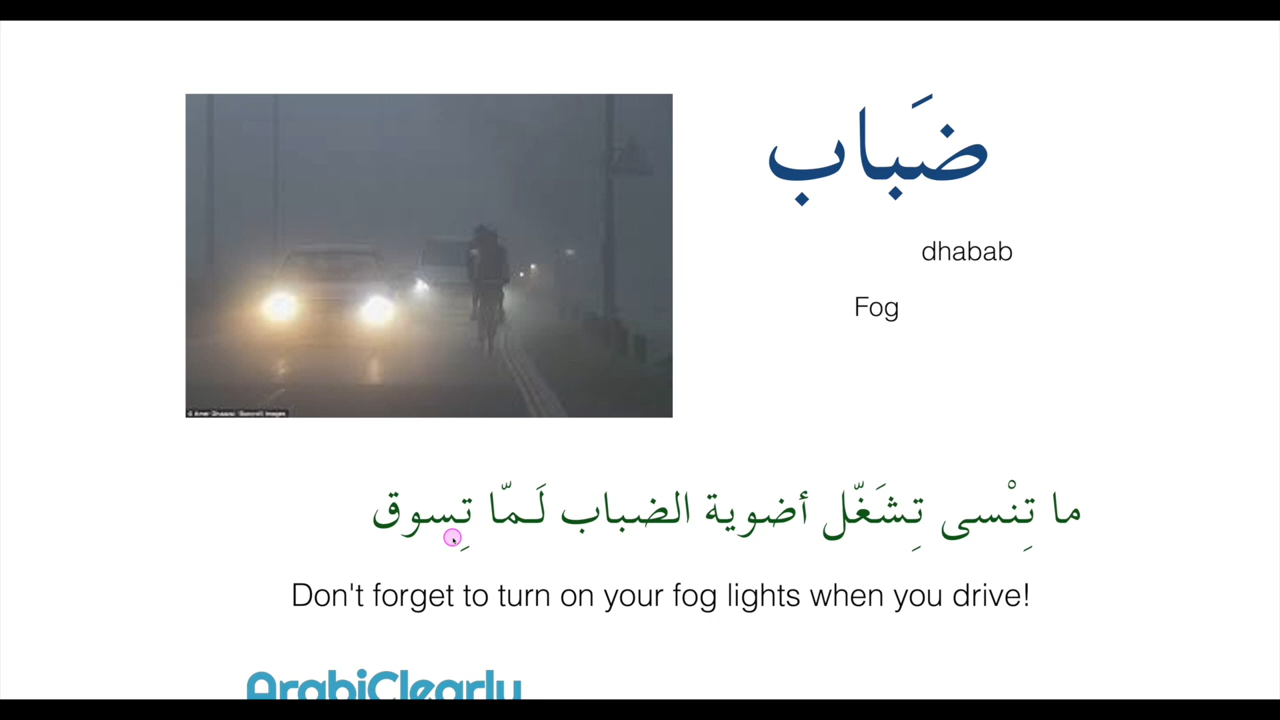 ضَباب
dhabab
Fog
ما تِنْسى تِشَغّل أضوية الضباب لَمّا تِسوق
Don't forget to turn on your fog lights when you drive!
ArabiClearly